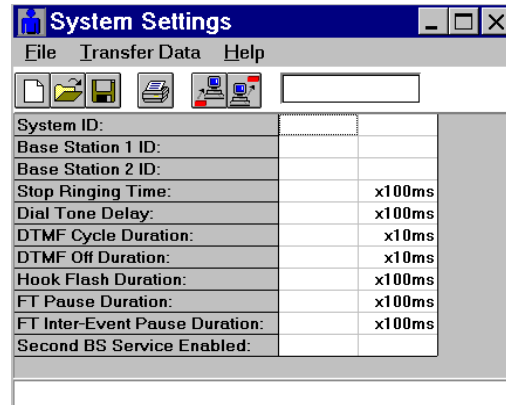 System Settings
File Transfer Data Help
System ID:
Base Station 1 ID:
Base Station 2 ID:
Stop Ringing Time: x100ms
Dial Tone Delay: x100ms
DTMF Cycle Duration: x10ms
DTMF Off Duration: x10ms
Hook Flash Duration: x100ms
FT Pause Duration: x100ms
FT Inter-Event Pause Duration: x100ms
Second BS Service Enabled: